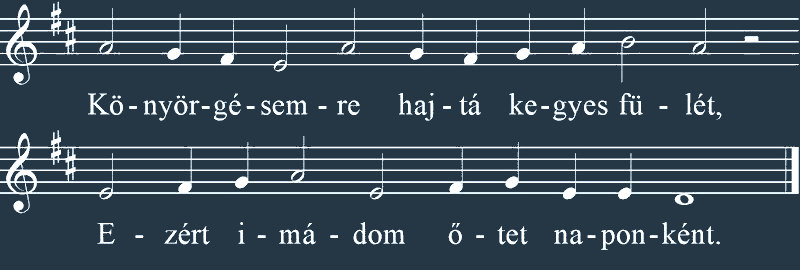 Kö-nyör-gé-sem - re haj-tá ke-gyes fü - lét,
E - zért i - má - dom ő - tet na-pon-ként.